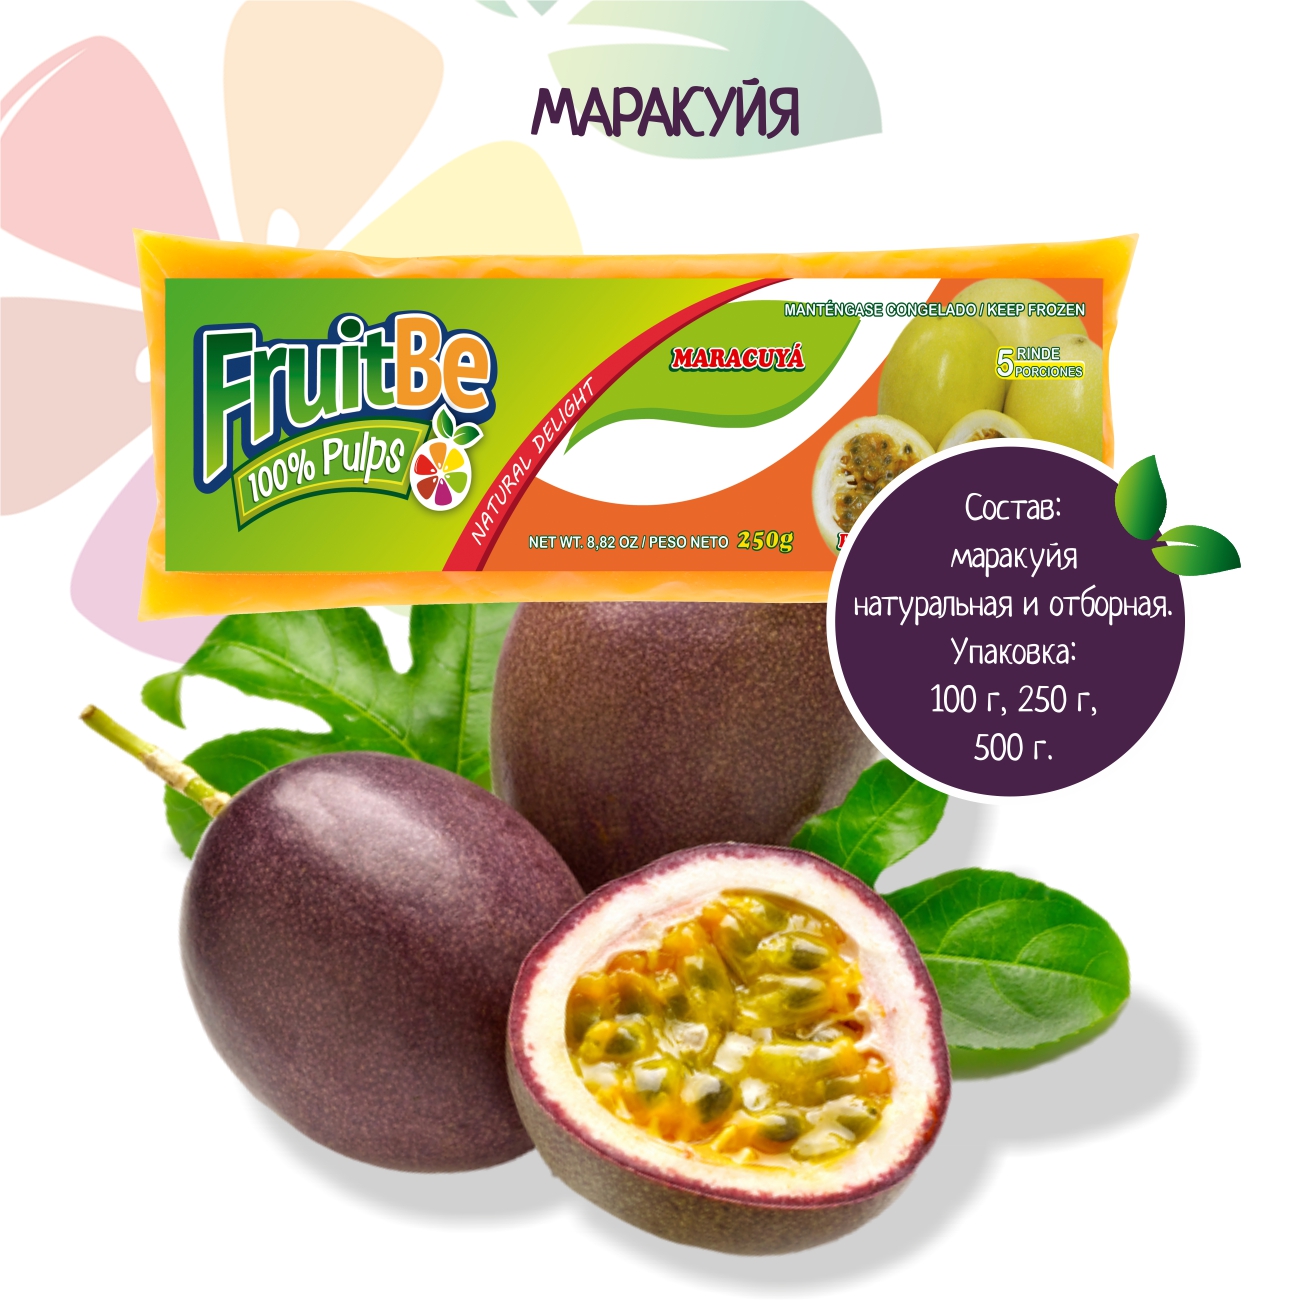 МАРАКУЙЯ
MANTÉNGASE CONGELADO / KEEP FROZEN
FruitBe
100% Pulps
NATURAL DELIGHT
MARACUYÁ
5 RINDE
PORCIONES
NET WT. 8,82 OZ / PESO NETO 250g
Состав:
маракуйя
натуральная и отборная.
Упаковка:
100 г, 250 г,
500 г.